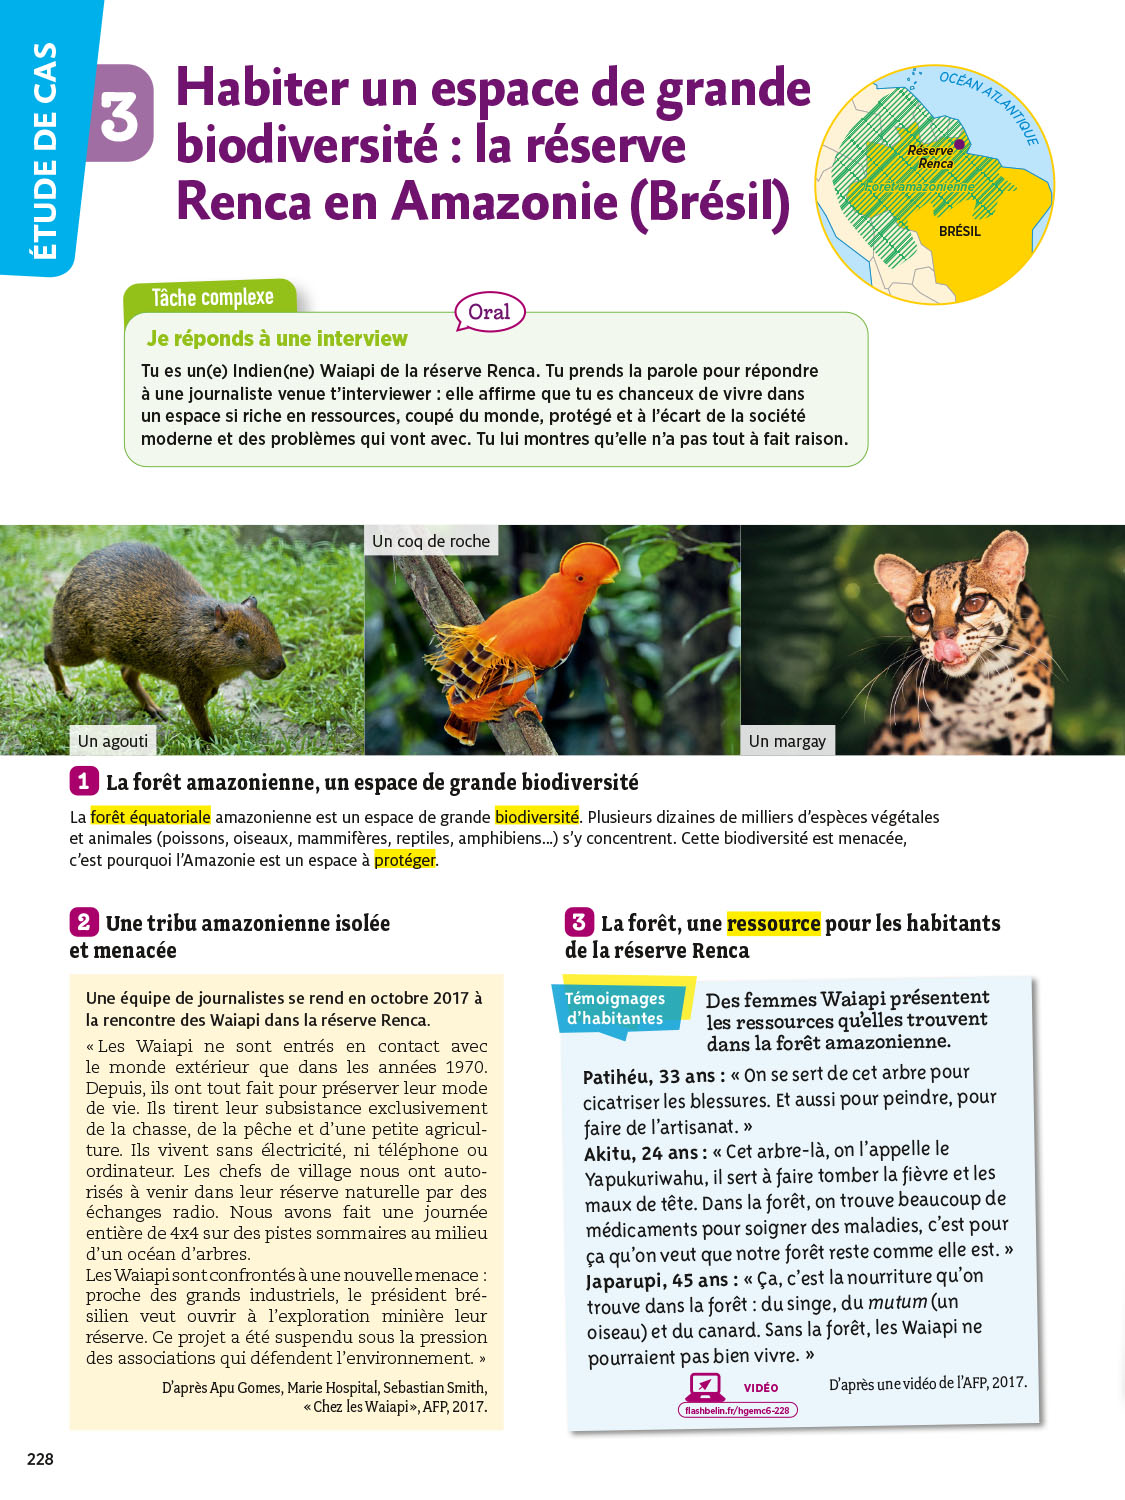 ÉTUDE DE CAS
3
Habiter un espace de grande
biodiversité : la réserve
Renca en Amazonie (Brésil)
OCÉAN ATLANTIQUE
Réserve
Renca
Forêt amazonienne
BRÉSIL
Tâche complexe
Oral
Je réponds à une interview
Tu es un(e) Indien(ne) Waiapi de la réserve Renca. Tu prends la parole pour répondre
à une journaliste venue t’interviewer : elle affirme que tu es chanceux de vivre dans
un espace si riche en ressources, coupé du monde, protégé et à l’écart de la société
moderne et des problèmes qui vont avec. Tu lui montres qu’elle n’a pas tout à fait raison.
Un agouti
Un coq de roche
Un margay
1 La forêt amazonienne, un espace de grande biodiversité
La forêt équatoriale amazonienne est un espace de grande biodiversité. Plusieurs dizaines de milliers d’espèces végétales
et animales (poissons, oiseaux, mammifères, reptiles, amphibiens...) s’y concentrent. Cette biodiversité est menacée,
c’est pourquoi l’Amazonie est un espace à protéger.
2 Une tribu amazonienne isolée
et menacée
Une équipe de journalistes se rend en octobre 2017 à
la rencontre des Waiapi dans la réserve Renca.
« Les Waiapi ne sont entrés en contact avec
le monde extérieur que dans les années 1970.
Depuis, ils ont tout fait pour préserver leur mode
de vie. Ils tirent leur subsistance exclusivement
de la chasse, de la pêche et d’une petite agricul-
ture. Ils vivent sans électricité, ni téléphone ou
ordinateur. Les chefs de village nous ont auto-
risés à venir dans leur réserve naturelle par des
échanges radio. Nous avons fait une journée
entière de 4x4 sur des pistes sommaires au milieu
d’un océan d’arbres.
Les Waiapi sont confrontés à une nouvelle menace :
proche des grands industriels, le président bré-
silien veut ouvrir à l’exploration minière leur
réserve. Ce projet a été suspendu sous la pression
des associations qui défendent l’environnement. »
D’après Apu Gomes, Marie Hospital, Sebastian Smith,
« Chez les Waiapi », AFP, 2017.
3 La forêt, une ressource pour les habitants
de la réserve Renca
Témoignages
d’habitantes
Des femmes Waiapi présentent
les ressources qu’elles trouvent
dans la forêt amazonienne.
Patihéu, 33 ans : « On se sert de cet arbre pour
cicatriser les blessures. Et aussi pour peindre, pour
faire de l’artisanat. »
Akitu, 24 ans : « Cet arbre-là, on l’appelle le
Yapukuriwahu, il sert à faire tomber la fièvre et les
maux de tête. Dans la forêt, on trouve beaucoup de
médicaments pour soigner des maladies, c’est pour
ça qu’on veut que notre forêt reste comme elle est. »
Japarupi, 45 ans : « Ça, c’est la nourriture qu’on
trouve dans la forêt : du singe, du mutum (un
oiseau) et du canard. Sans la forêt, les Waiapi ne
pourraient pas bien vivre. »
VIDÉO
flashbelin.fr/hgemc6-228
D’après une vidéo de l’AFP, 2017.
228